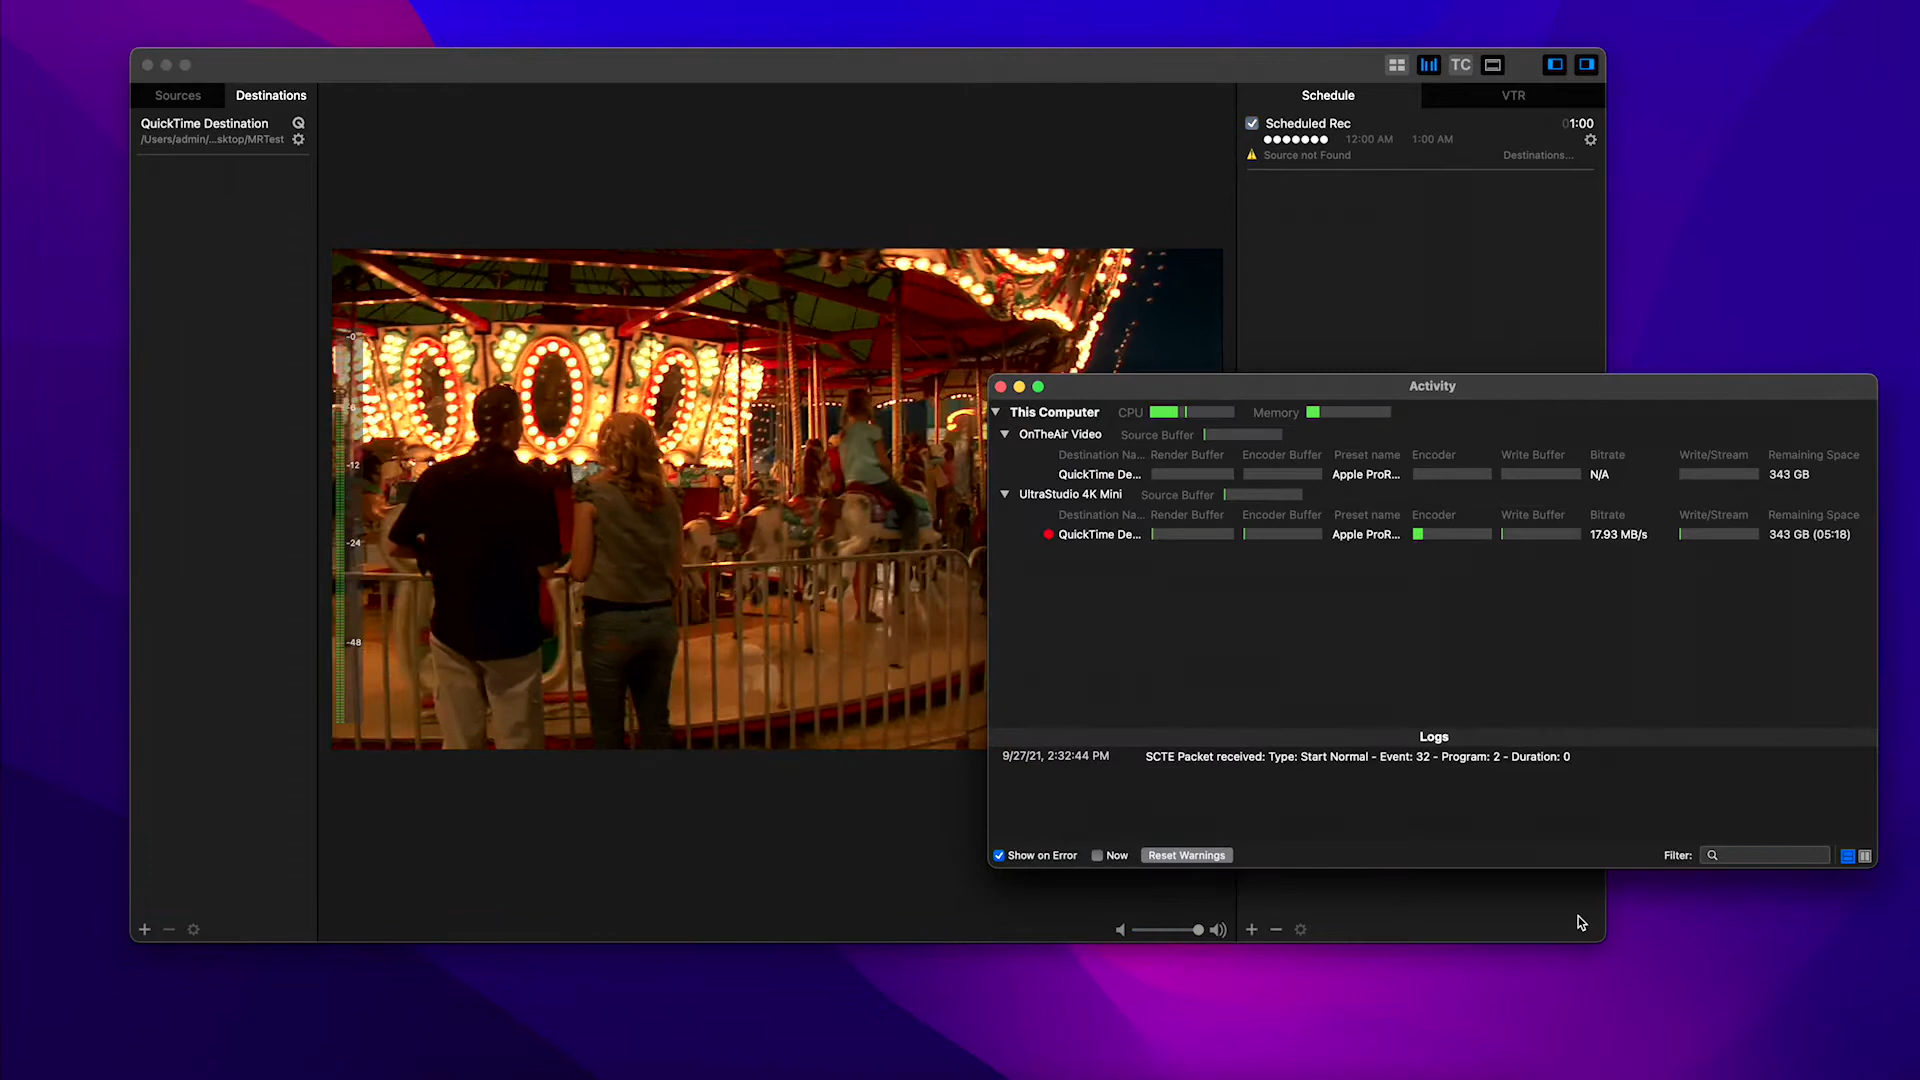 TC
Sources Destinations
QuickTime Destination
/Users/admin/...sktop/MRTest
Schedule VTR
Scheduled Rec 01:00
12:00 AM 1:00 AM
Source not Found Destinations...
-0
-6
-12
-24
-48
Activity
This Computer CPU Memory
OnTheAir Video Source Buffer
Destination Na... Render Buffer Encoder Buffer Preset name Encoder Write Buffer Bitrate Write/Stream Remaining Space
QuickTime De... Apple ProR... N/A 343 GB
UltraStudio 4K Mini Source Buffer
Destination Na... Render Buffer Encoder Buffer Preset name Encoder Write Buffer Bitrate Write/Stream Remaining Space
QuickTime De... Apple ProR... 17.93 MB/s 343 GB (05:18)
Logs
9/27/21, 2:32:44 PM SCTE Packet received: Type: Start Normal - Event: 32 - Program: 2 - Duration: 0
Show on Error Now Reset Warnings Filter: